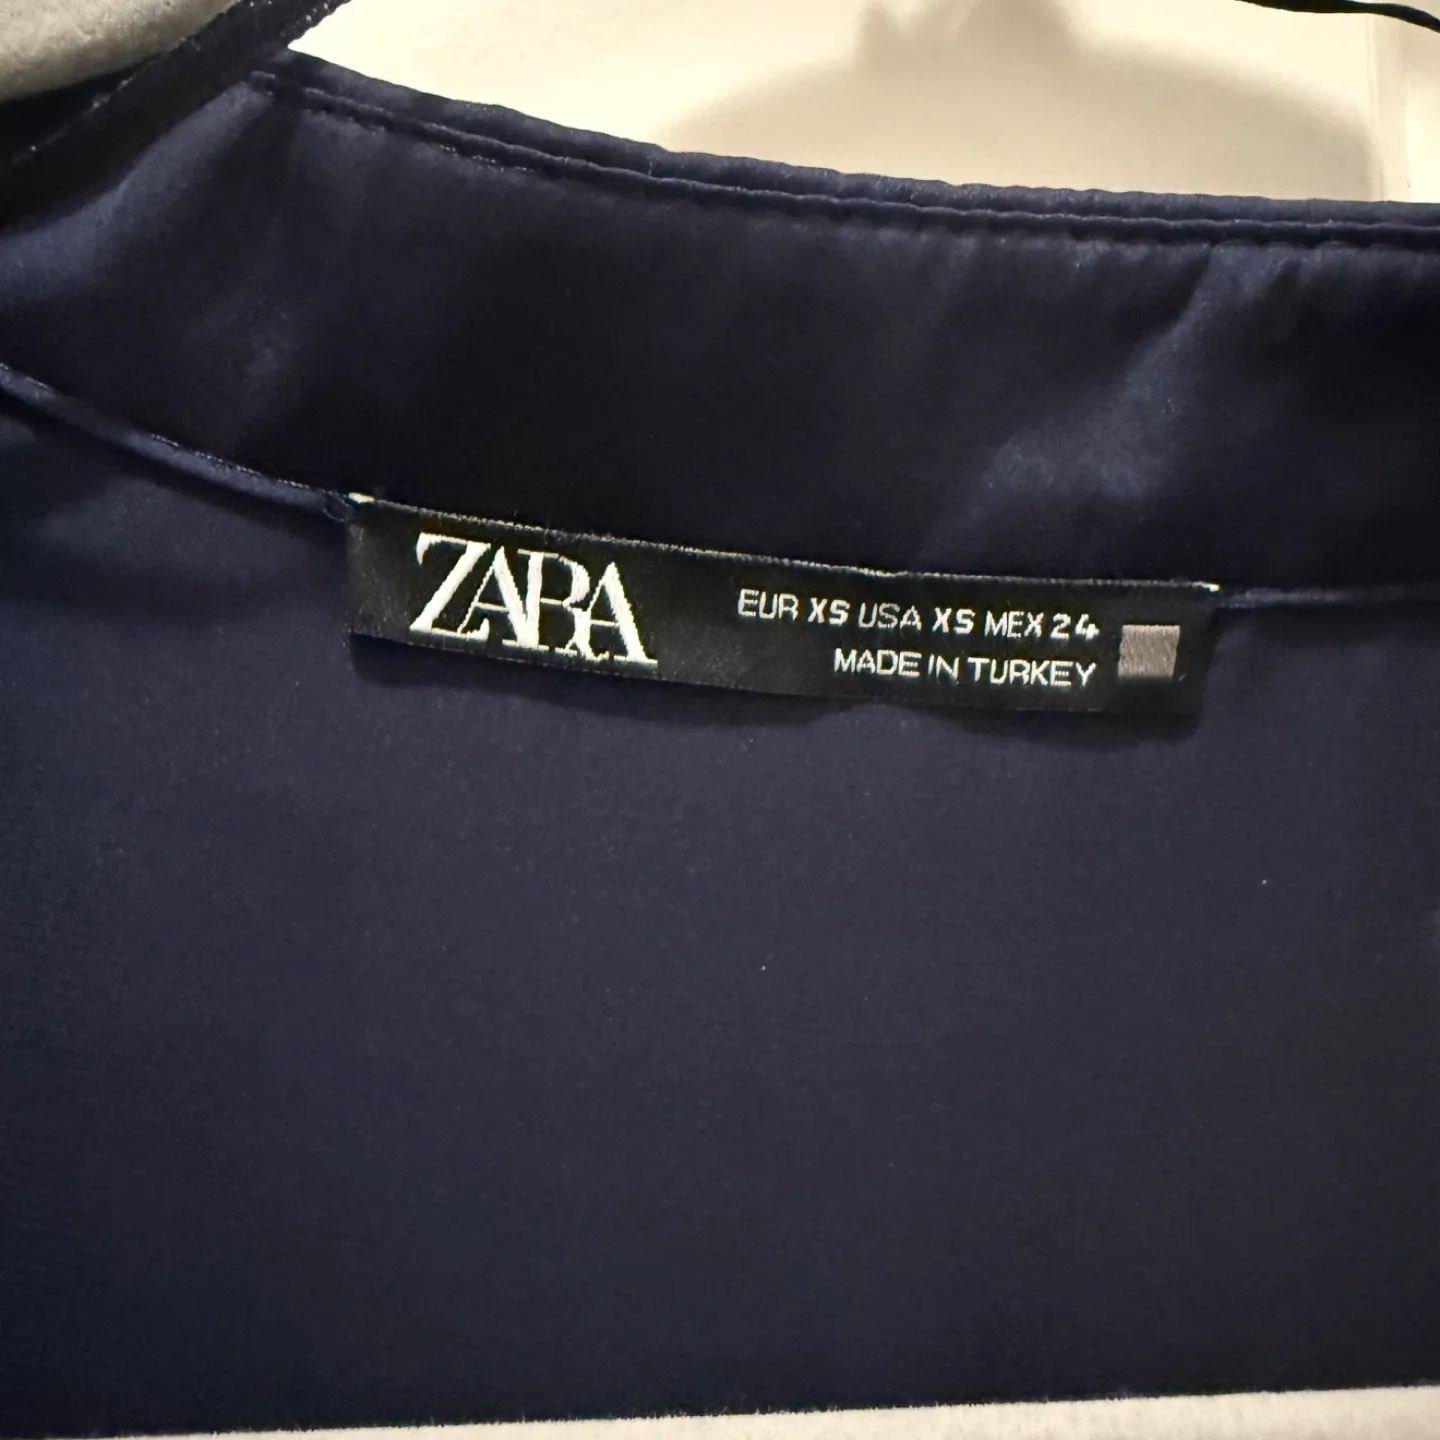 ZARA
EUR XS USA XS MEX 24
MADE IN TURKEY